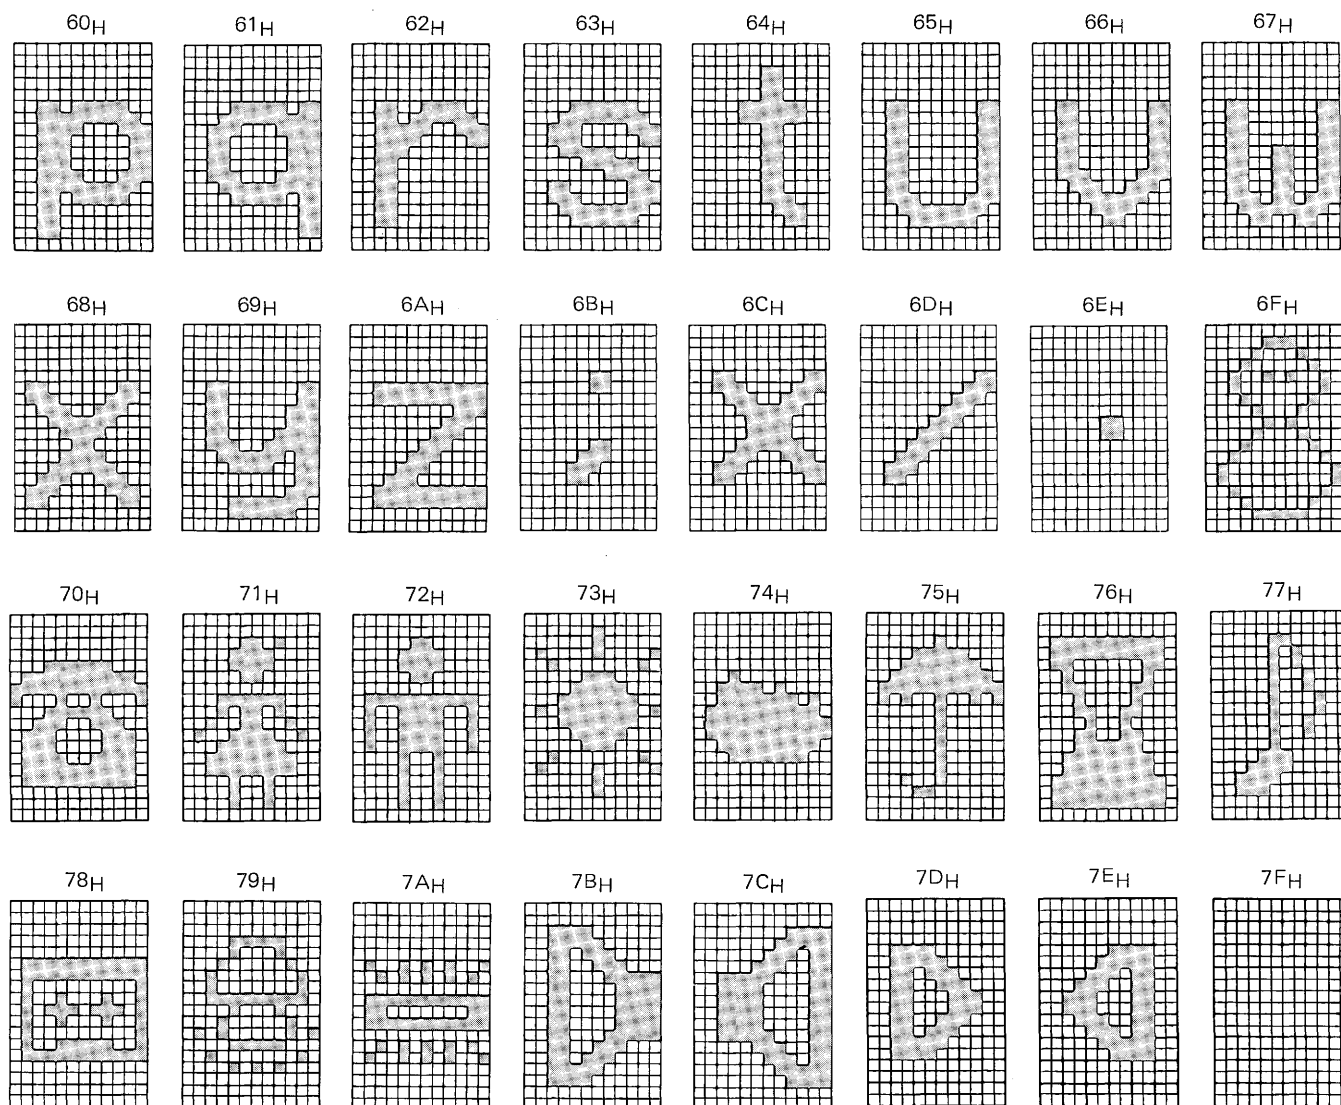 60H 61H 62H 63H 64H 65H 66H 67H
p q r s t u v w
68H 69H 6AH 6BH 6CH 6DH 6EH 6FH
x y z ; × / . 8
70H 71H 72H 73H 74H 75H 76H 77H
78H 79H 7AH 7BH 7CH 7DH 7EH 7FH